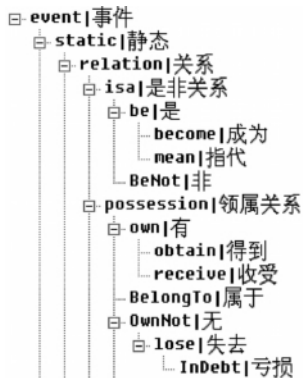 event|事件
static|静态
relation|关系
isa|是非关系
be|是
become|成为
mean|指代
BeNot|非
possession|领属关系
own|有
obtain|得到
receive|收受
BelongTo|属于
OwnNot|无
lose|失去
InDebt|亏损